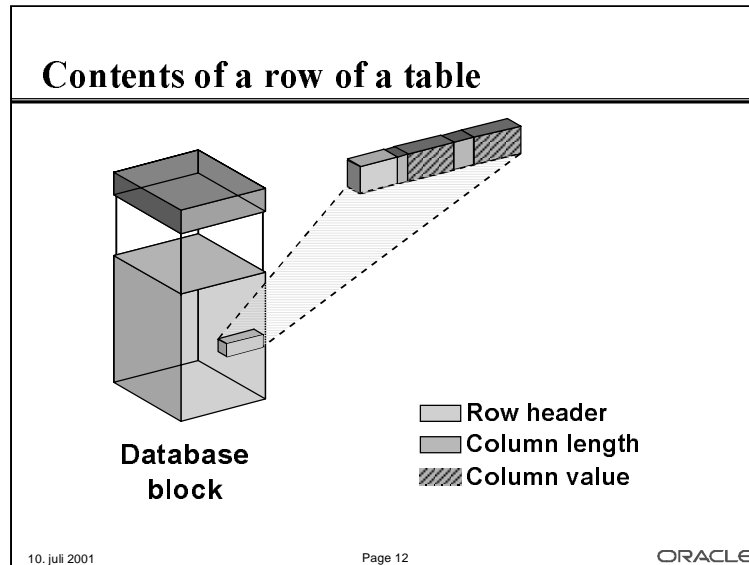 Contents of a row of a table
Database
block
Row header
Column length
Column value
10. juli 2001
Page 12
ORACLE